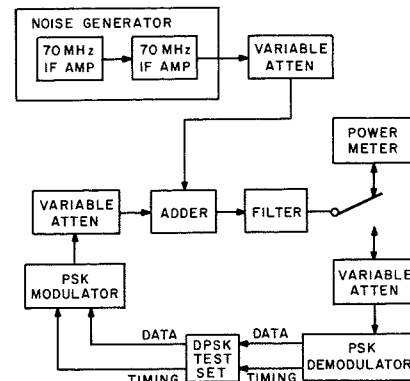 NOISE GENERATOR
70 MHz
IF AMP
70 MHz
IF AMP
VARIABLE
ATTEN
POWER
METER
VARIABLE
ATTEN
ADDER
FILTER
PSK
MODULATOR
VARIABLE
ATTEN
DATA
TIMING
DPSK
TEST
SET
DATA
TIMING
PSK
DEMODULATOR